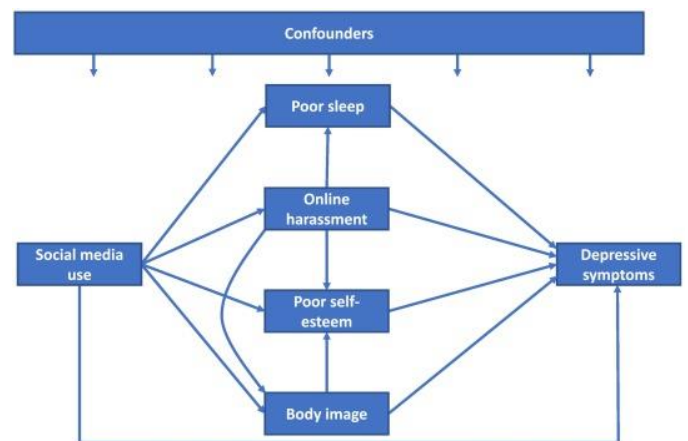 Confounders
Poor sleep
Online
harassment
Social media
use
Depressive
symptoms
Poor self-
esteem
Body image